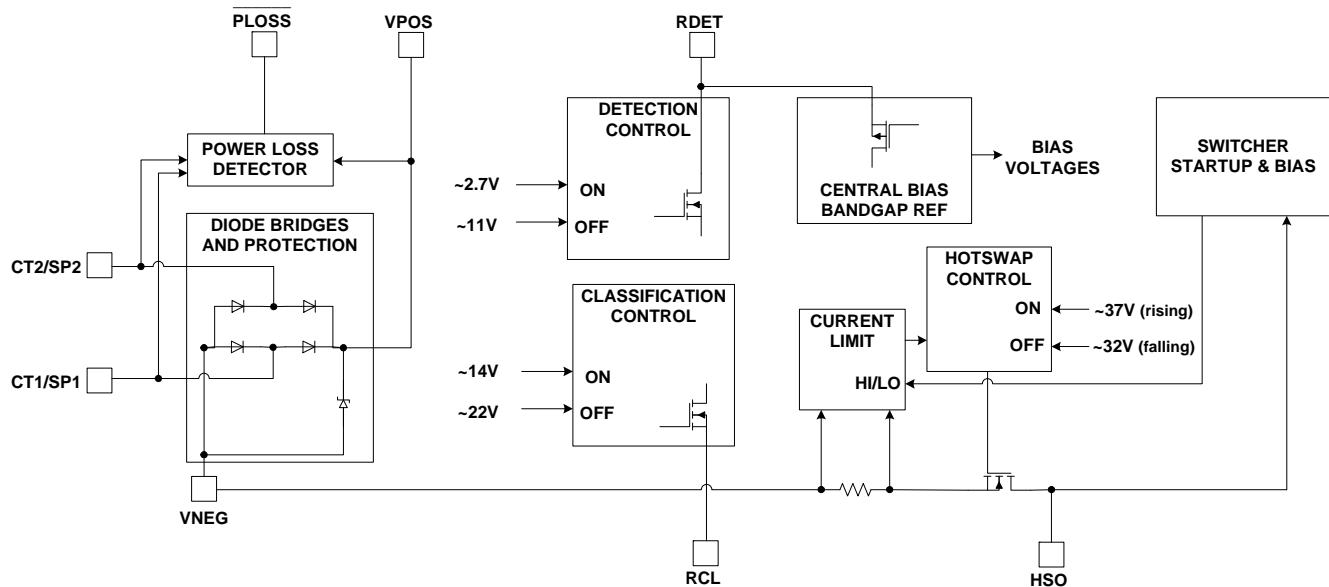 PLOSS
VPOS
RDET
POWER LOSS
DETECTOR
DETECTION
CONTROL
~2.7V
ON
~11V
OFF
CENTRAL BIAS
BANDGAP REF
BIAS
VOLTAGES
SWITCHER
STARTUP & BIAS
DIODE BRIDGES
AND PROTECTION
CT2/SP2
CT1/SP1
CLASSIFICATION
CONTROL
~14V
ON
~22V
OFF
CURRENT
LIMIT
HI/LO
HOTSWAP
CONTROL
ON
~37V (rising)
OFF
~32V (falling)
VNEG
RCL
HSO